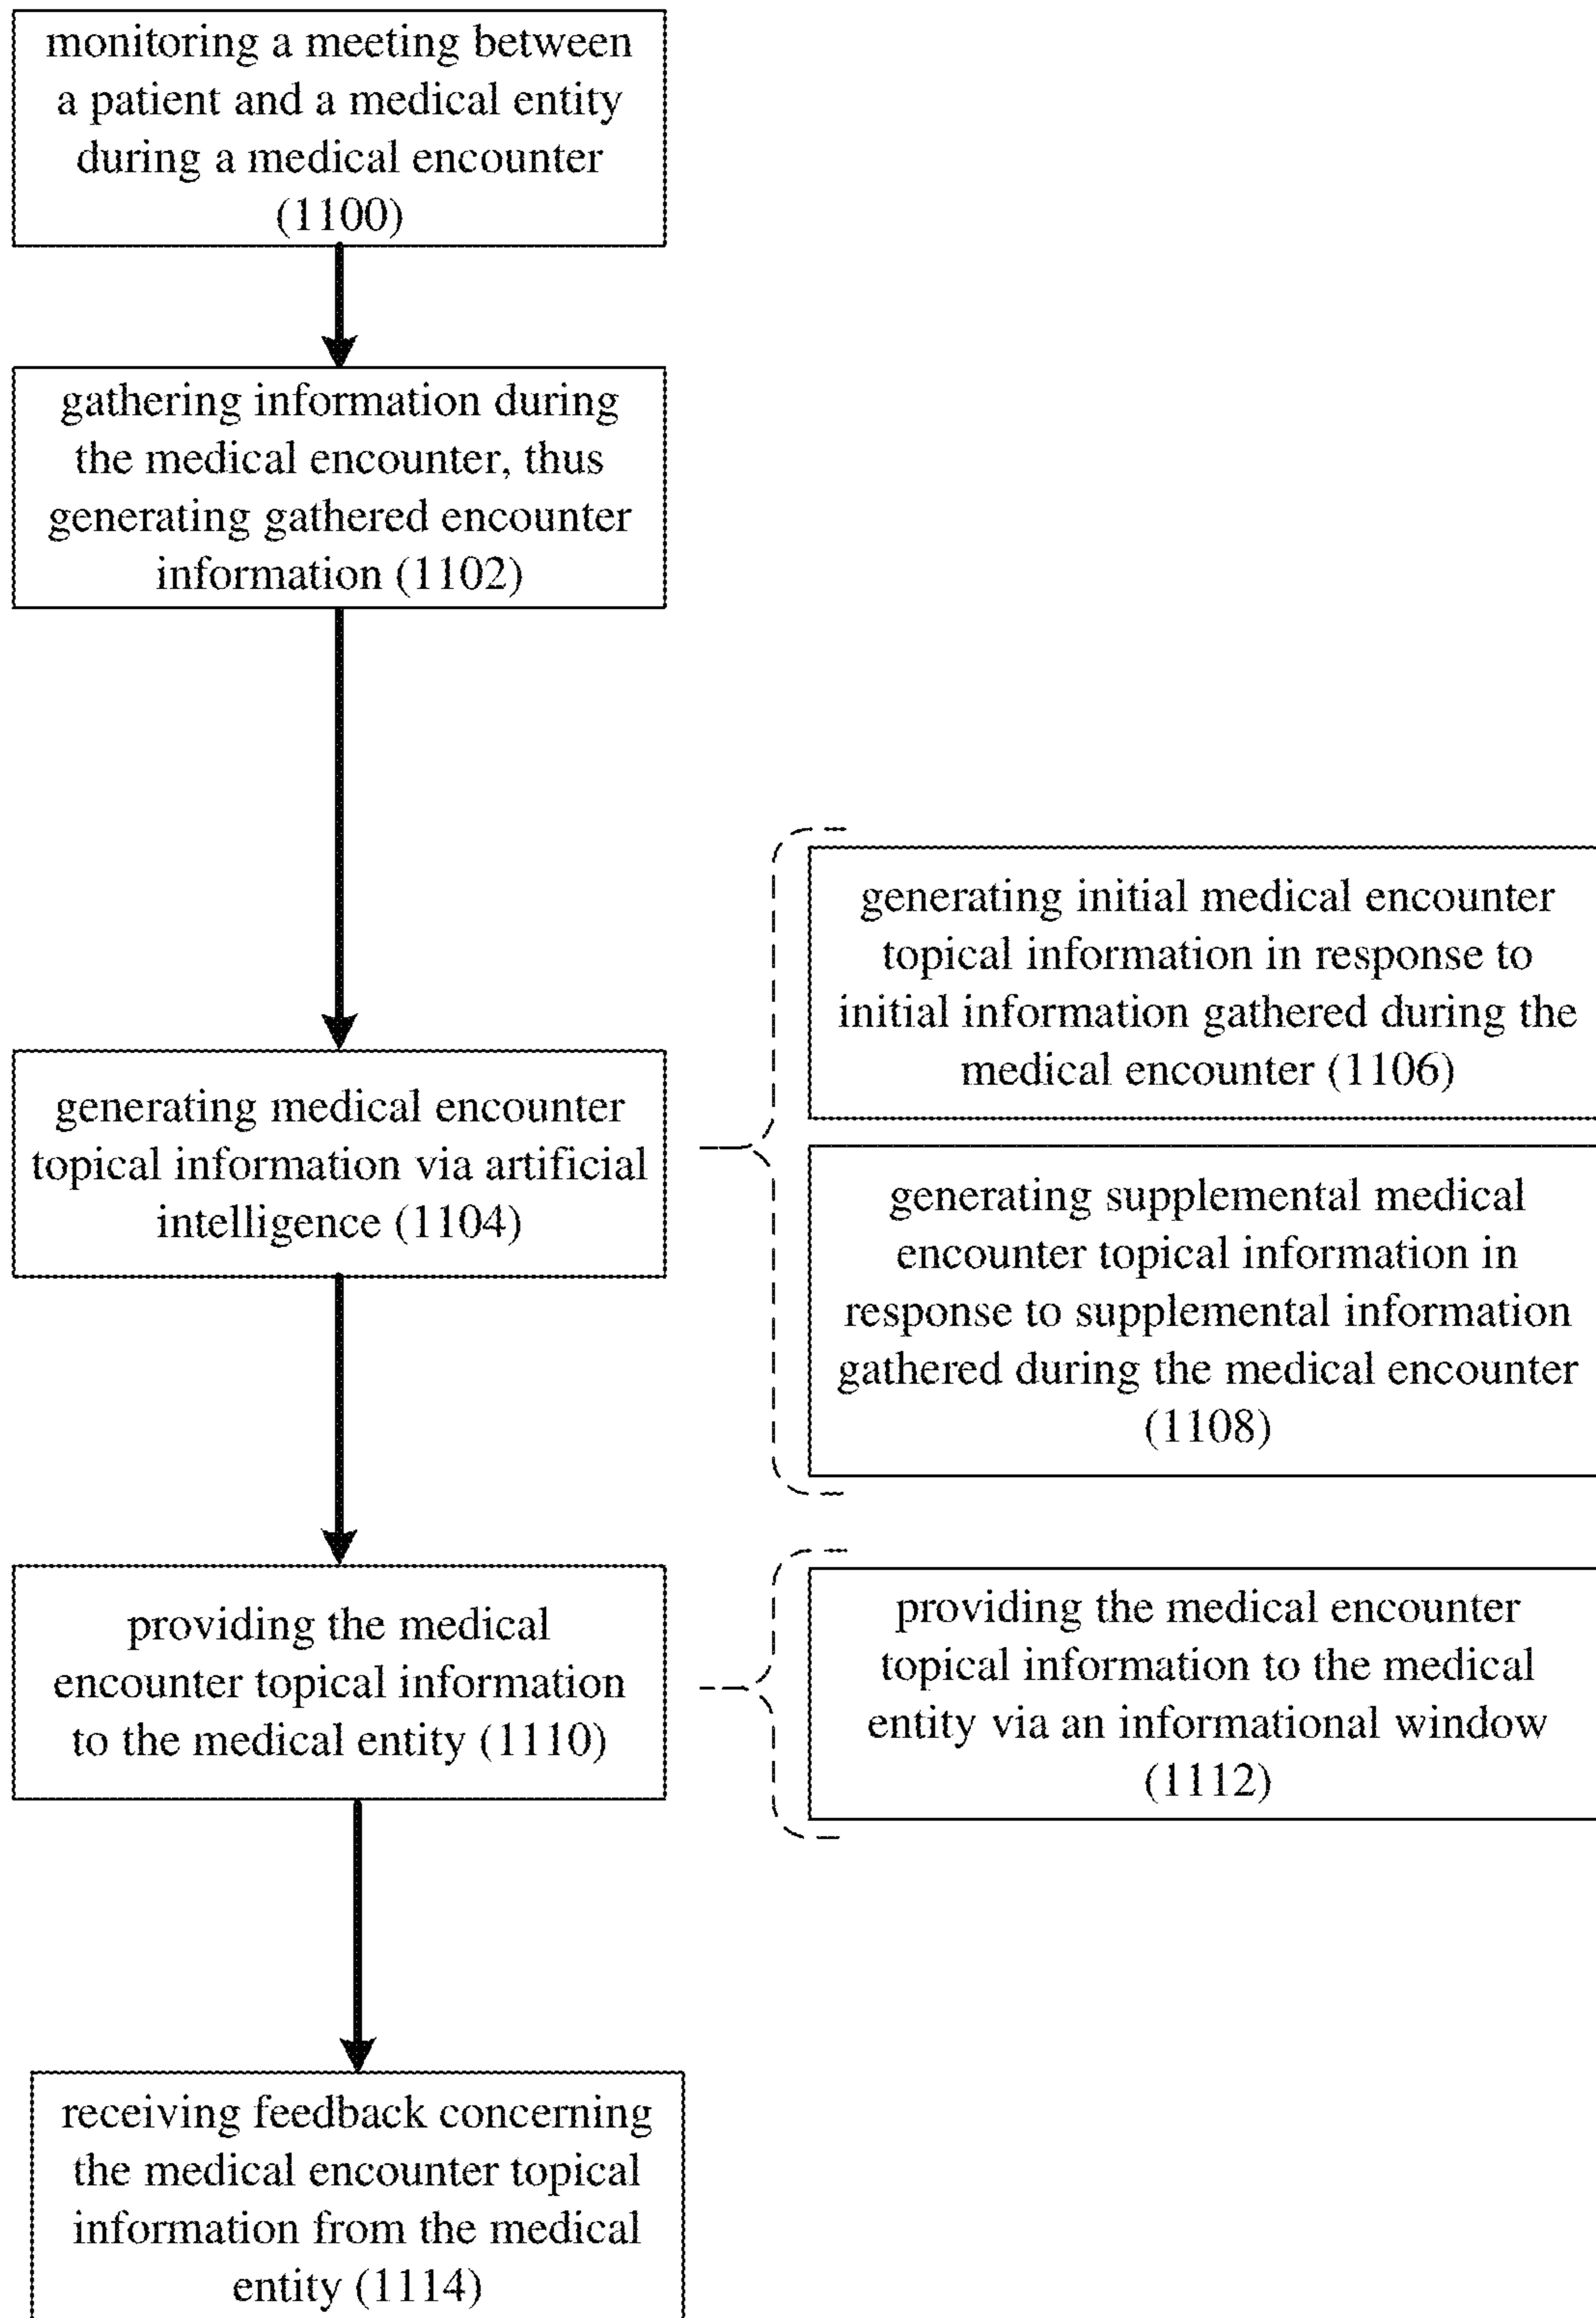 monitoring a meeting between
a patient and a medical entity
during a medical encounter
(1100)
gathering information during
the medical encounter, thus
generating gathered encounter
information (1102)
generating medical encounter
topical information via artificial
intelligence (1104)
generating initial medical encounter
topical information in response to
initial information gathered during the
medical encounter (1106)
generating supplemental medical
encounter topical information in
response to supplemental information
gathered during the medical encounter
(1108)
providing the medical
encounter topical information
to the medical entity (1110)
providing the medical encounter
topical information to the medical
entity via an informational window
(1112)
receiving feedback concerning
the medical encounter topical
information from the medical
entity (1114)